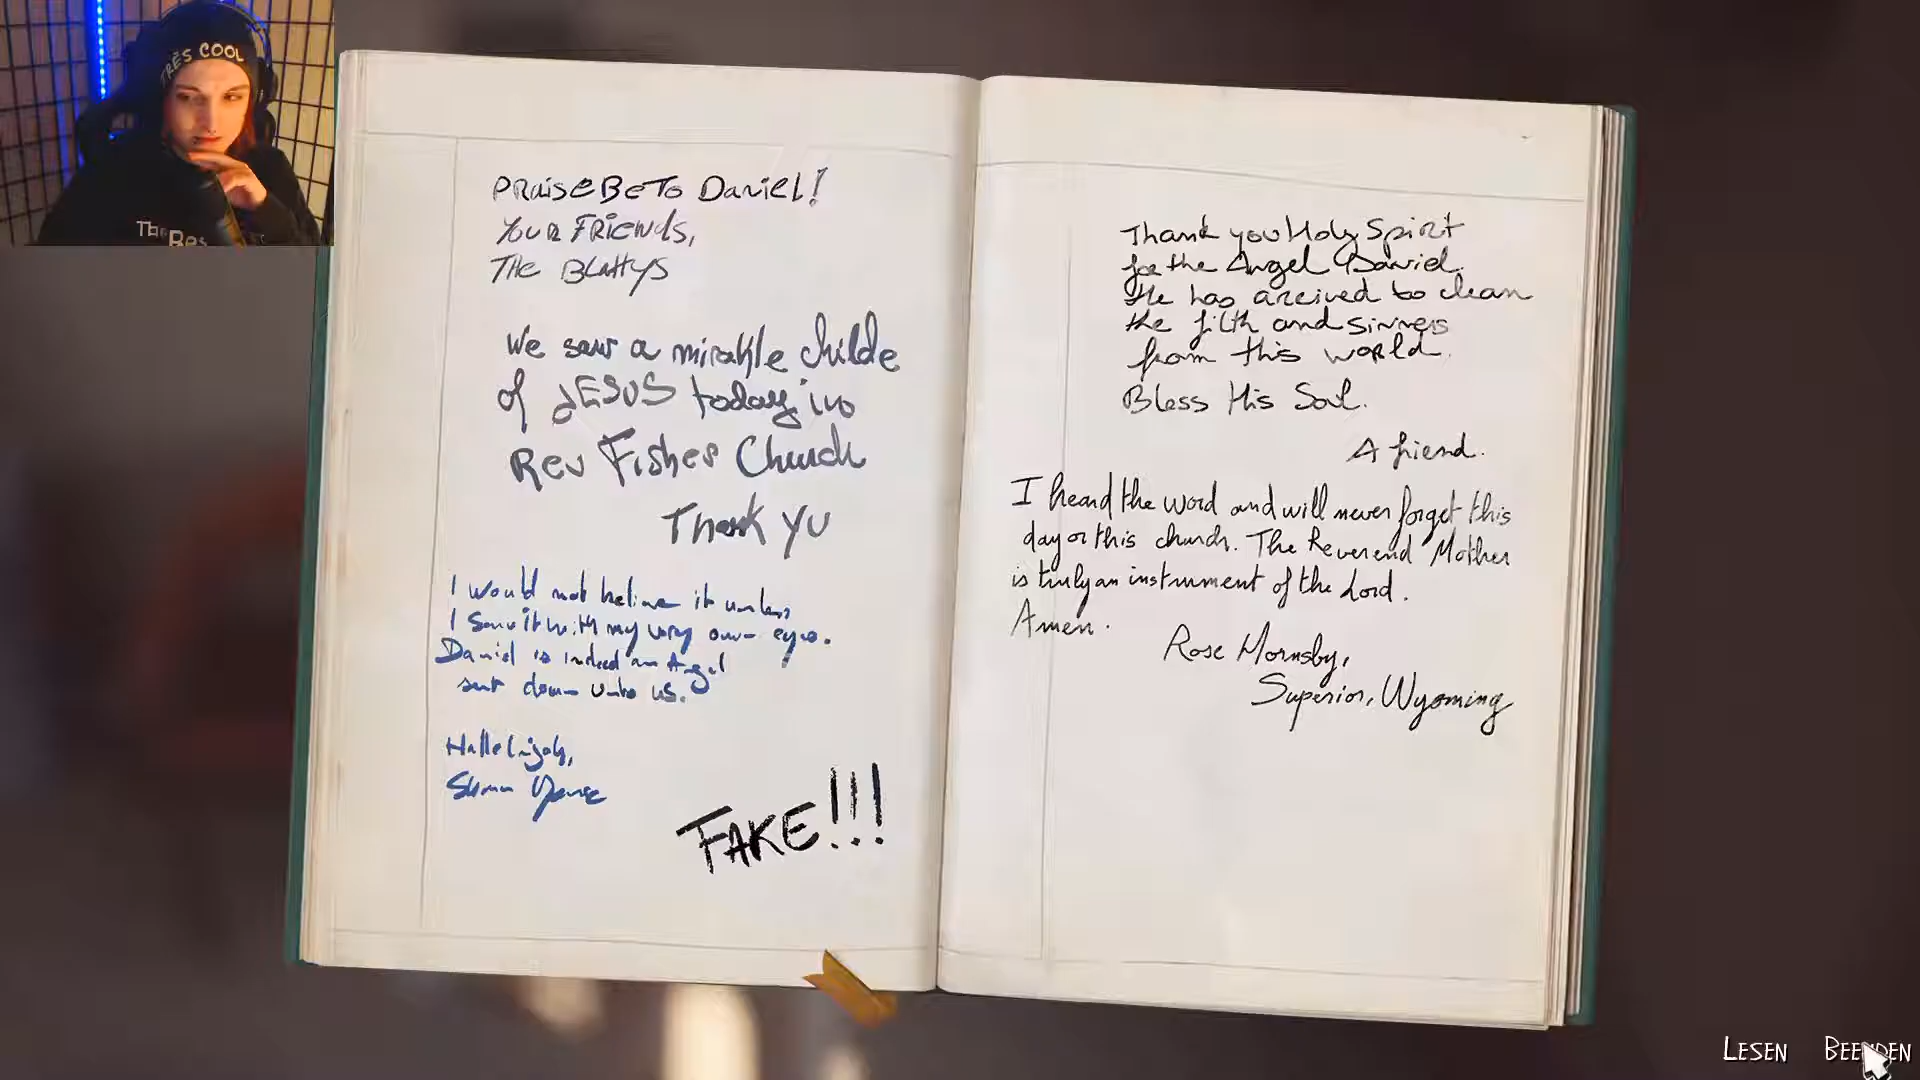 TRÈS COOL
The Bes
PRaise Be To Daniel!
Your Friends,
The Blattys
We saw a mirakle childe
of JESUS today in
Rev Fisher Church
Thank YU
I would not believe it unless
I saw it with my very own eyes.
Daniel is indeed an Angel
sent down unto us.
Hallelujah,
FAKE!!!
Thank you Holy Spirit
for the Angel Daniel.
He has arrived to clean
the filth and sinners
from this world.
Bless His Soul.
A friend.
I heard the word and will never forget this
day or this church. The Reverend Mother
is truly an instrument of the Lord.
Amen.
Rose Hornsby,
Superior, Wyoming
LESEN
BEENDEN